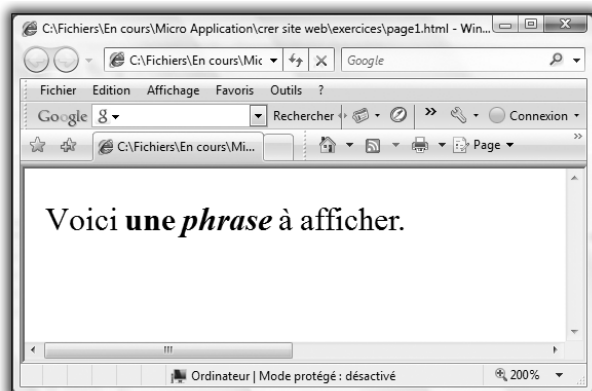 C:\Fichiers\En cours\Micro Application\crer site web\exercices\page1.html - Win...
C:\Fichiers\En cours\Mic Google
Fichier Edition Affichage Favoris Outils ?
Google g Rechercher » Connexion
C:\Fichiers\En cours\Mi... Page »
Voici une phrase à afficher.
Ordinateur | Mode protégé : désactivé 200%